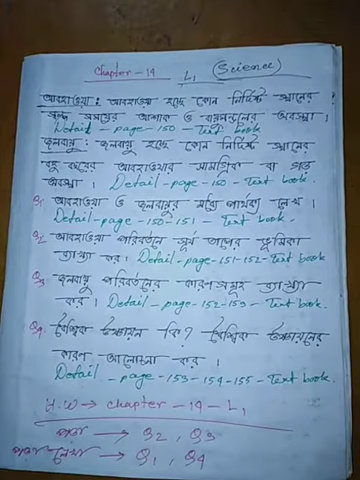 Chapter-14 L₁ (Science)
আবহাওয়া : আবহাওয়া হচ্ছে কোন নির্দিষ্ট স্থানের
স্বল্প সময়ের আকাশ ও বায়ুমন্ডলের অবস্থা ।
Detail - page - 150 - Text book
জলবায়ু : জলবায়ু হচ্ছে কোন নির্দিষ্ট স্থানের
বহু বছরের আবহাওয়ার সামগ্রিক বা গড়
অবস্থা । Detail - page - 150 - Text book.
Q1 আবহাওয়া ও জলবায়ুর মধ্যে পার্থক্য লেখ ।
Detail - page - 150 - 151 - Text book.
Q2 আবহাওয়া পরিবর্তনে সূর্য তাপের ভূমিকা
ব্যাখ্যা কর । Detail - page - 151-152 - Text book
Q3 জলবায়ু পরিবর্তনের কারণসমূহ ব্যাখ্যা
কর । Detail - page - 152-153 - Text book.
Q4 বৈশ্বিক উষ্ণায়ন কি? বৈশ্বিক উষ্ণায়নের
কারণ আলোচনা কর ।
Detail - page - 153 - 154 - 155 - Text book.
H.W → chapter - 14 - L₁
পড়া → Q2, Q3
পড়া লেখা → Q1, Q4